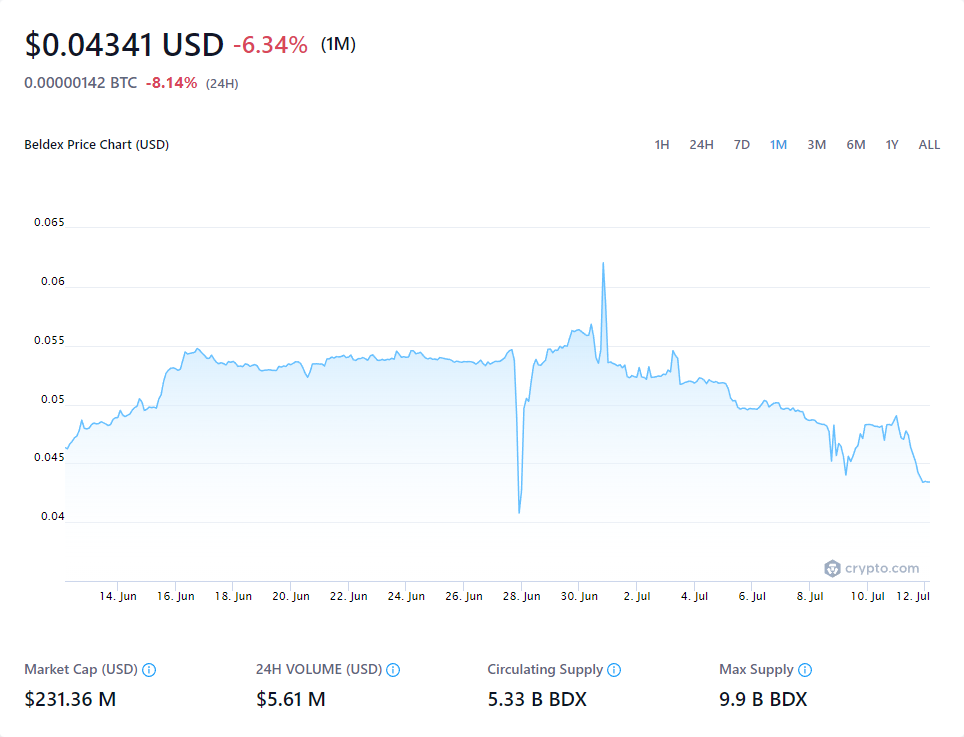 $0.04341 USD -6.34% (1M)
0.00000142 BTC -8.14% (24H)
Beldex Price Chart (USD)
1H 24H 7D 1M 3M 6M 1Y ALL
0.065
0.06
0.055
0.05
0.045
0.04
crypto.com
14. Jun 16. Jun 18. Jun 20. Jun 22. Jun 24. Jun 26. Jun 28. Jun 30. Jun 2. Jul 4. Jul 6. Jul 8. Jul 10. Jul 12. Jul
Market Cap (USD) 24H VOLUME (USD) Circulating Supply Max Supply
$231.36 M $5.61 M 5.33 B BDX 9.9 B BDX